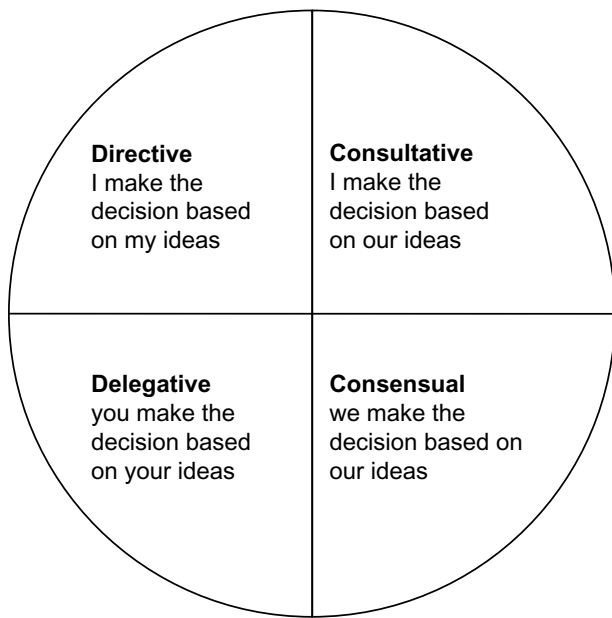 Directive
I make the
decision based
on my ideas
Consultative
I make the
decision based
on our ideas
Delegative
you make the
decision based
on your ideas
Consensual
we make the
decision based on
our ideas